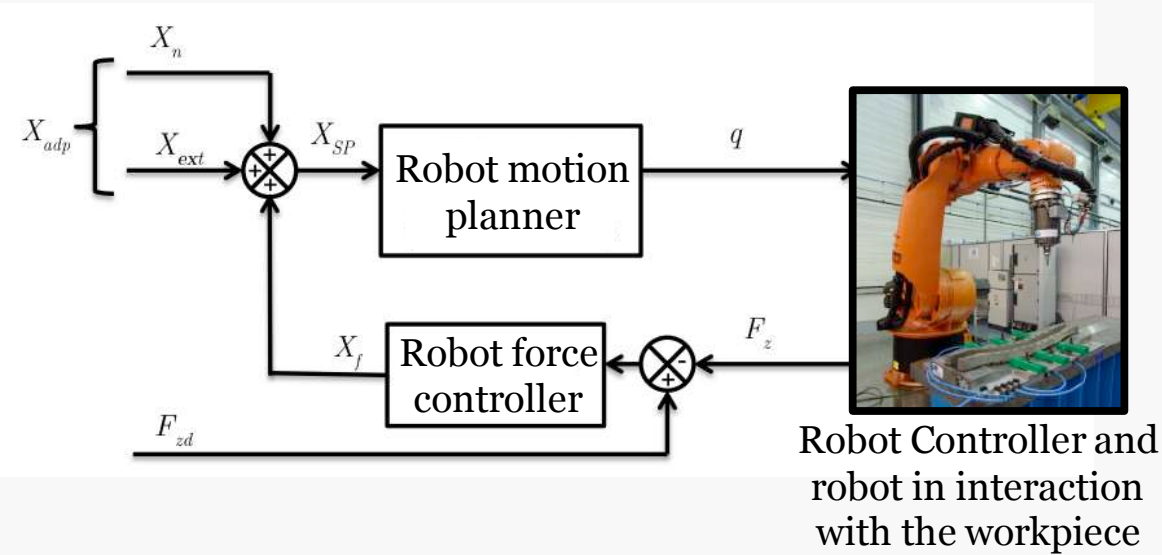 Xₙ
X_adp
X_ext
+
+
+
+
X_SP
Robot motion
planner
q
X_f
Robot force
controller
-
+
F_z
F_zd
Robot Controller and
robot in interaction
with the workpiece